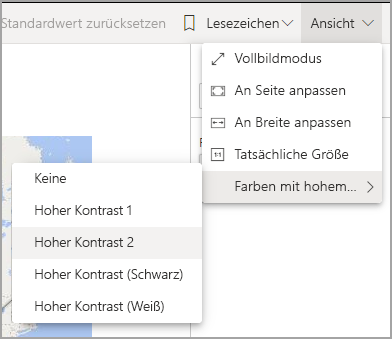 Standardwert zurücksetzen Lesezeichen Ansicht
Vollbildmodus
An Seite anpassen
An Breite anpassen
Tatsächliche Größe
Farben mit hohem...
Keine
Hoher Kontrast 1
Hoher Kontrast 2
Hoher Kontrast (Schwarz)
Hoher Kontrast (Weiß)